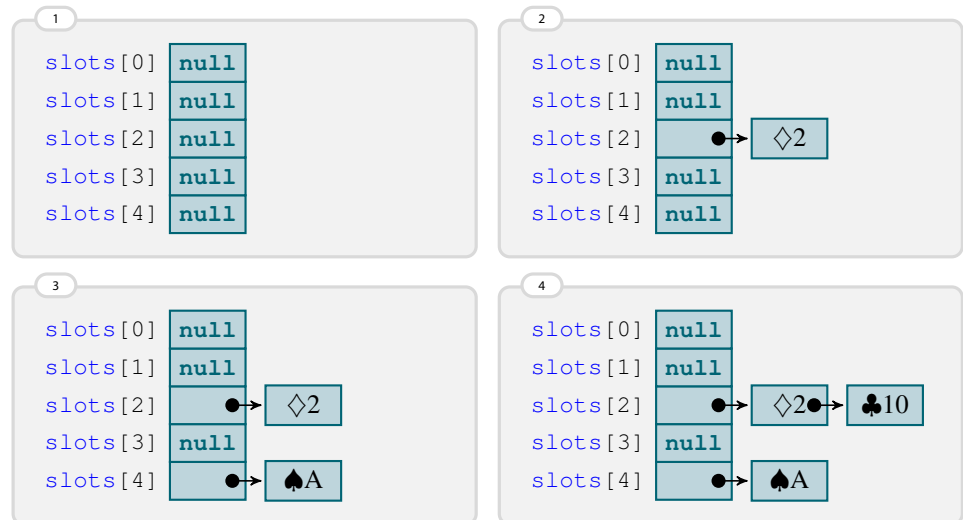 1
slots[0] null
slots[1] null
slots[2] null
slots[3] null
slots[4] null
2
slots[0] null
slots[1] null
slots[2] ♢2
slots[3] null
slots[4] null
3
slots[0] null
slots[1] null
slots[2] ♢2
slots[3] null
slots[4] ♠A
4
slots[0] null
slots[1] null
slots[2] ♢2 ♣10
slots[3] null
slots[4] ♠A